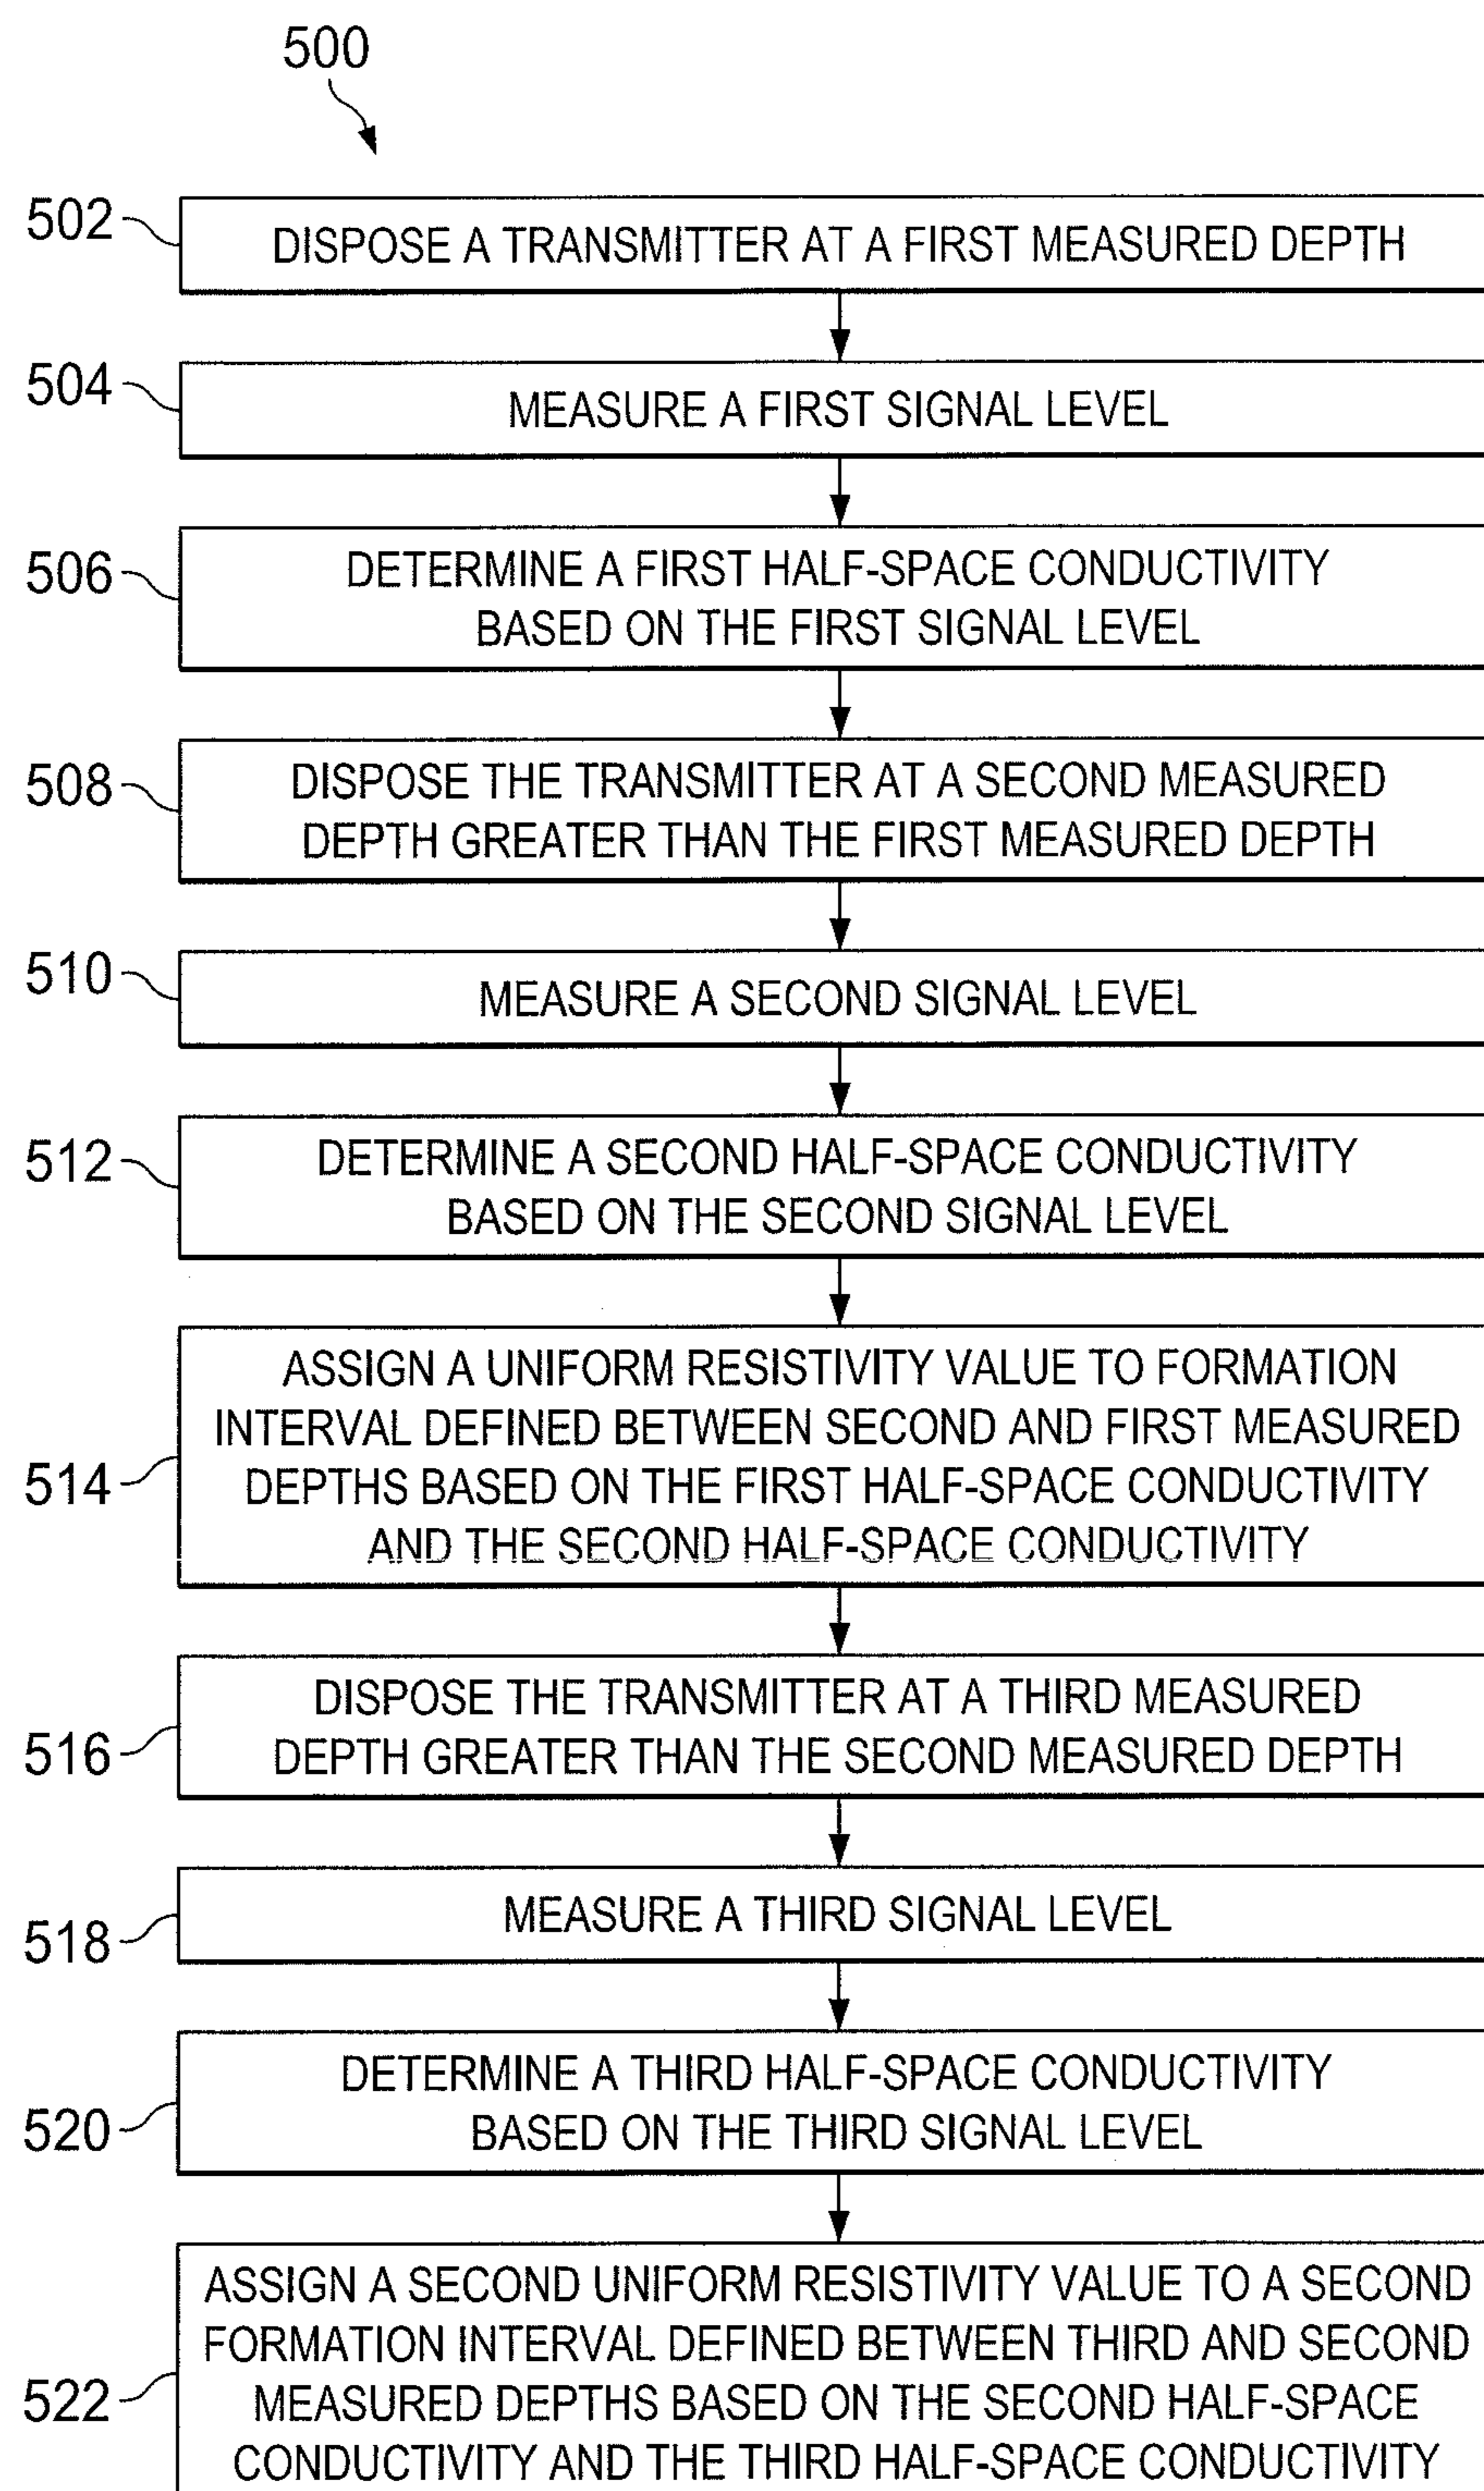 500
502
DISPOSE A TRANSMITTER AT A FIRST MEASURED DEPTH
504
MEASURE A FIRST SIGNAL LEVEL
506
DETERMINE A FIRST HALF-SPACE CONDUCTIVITY
BASED ON THE FIRST SIGNAL LEVEL
508
DISPOSE THE TRANSMITTER AT A SECOND MEASURED
DEPTH GREATER THAN THE FIRST MEASURED DEPTH
510
MEASURE A SECOND SIGNAL LEVEL
512
DETERMINE A SECOND HALF-SPACE CONDUCTIVITY
BASED ON THE SECOND SIGNAL LEVEL
514
ASSIGN A UNIFORM RESISTIVITY VALUE TO FORMATION
INTERVAL DEFINED BETWEEN SECOND AND FIRST MEASURED
DEPTHS BASED ON THE FIRST HALF-SPACE CONDUCTIVITY
AND THE SECOND HALF-SPACE CONDUCTIVITY
516
DISPOSE THE TRANSMITTER AT A THIRD MEASURED
DEPTH GREATER THAN THE SECOND MEASURED DEPTH
518
MEASURE A THIRD SIGNAL LEVEL
520
DETERMINE A THIRD HALF-SPACE CONDUCTIVITY
BASED ON THE THIRD SIGNAL LEVEL
522
ASSIGN A SECOND UNIFORM RESISTIVITY VALUE TO A SECOND
FORMATION INTERVAL DEFINED BETWEEN THIRD AND SECOND
MEASURED DEPTHS BASED ON THE SECOND HALF-SPACE
CONDUCTIVITY AND THE THIRD HALF-SPACE CONDUCTIVITY